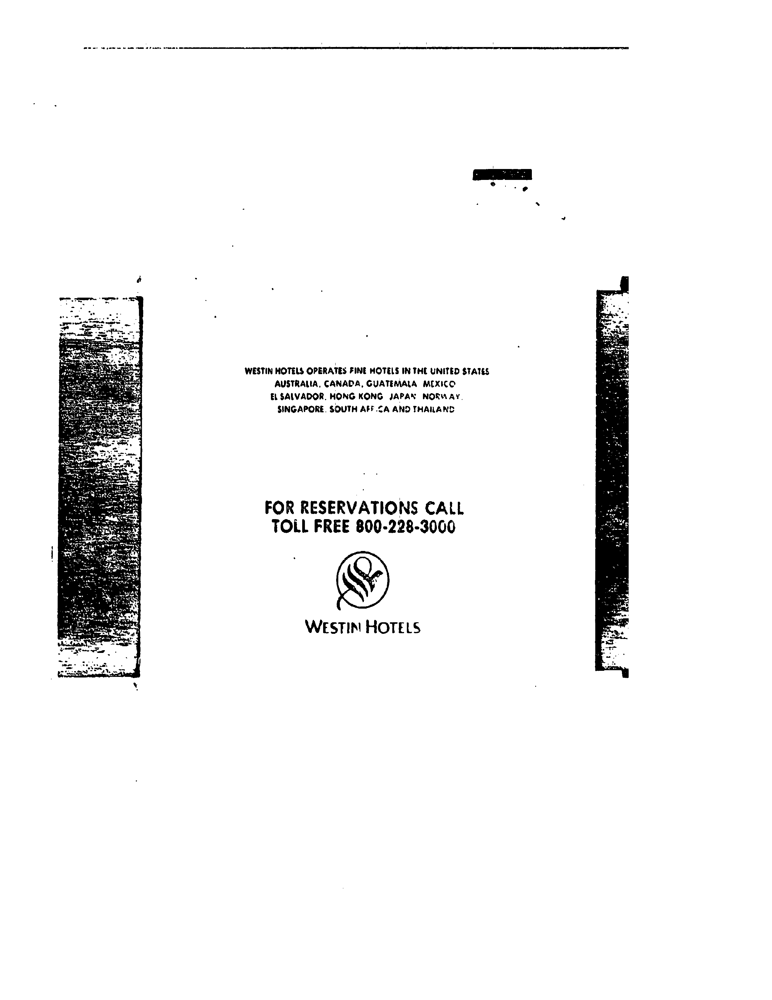 WESTIN HOTELS OPERATES FINE HOTELS IN THE UNITED STATES
AUSTRALIA, CANADA, GUATEMALA MEXICO
EL SALVADOR, HONG KONG JAPAN NORWAY.
SINGAPORE. SOUTH AFRICA AND THAILAND
FOR RESERVATIONS CALL
TOLL FREE 800-228-3000
WESTIN HOTELS